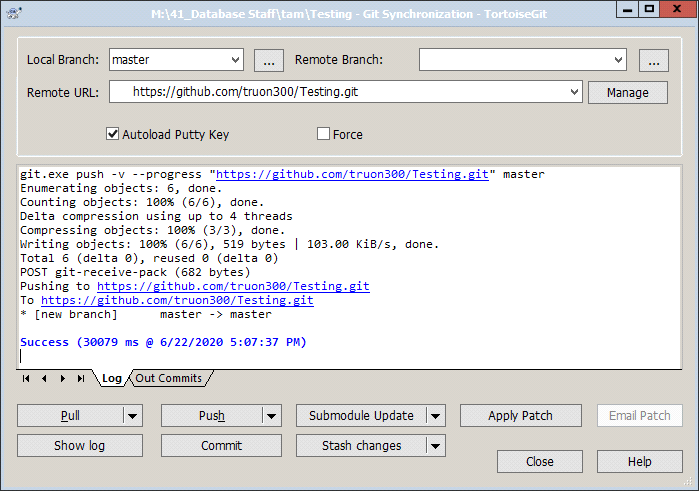 M:\41_Database Staff\tam\Testing - Git Synchronization - TortoiseGit
Local Branch: master ... Remote Branch: ...
Remote URL: https://github.com/truon300/Testing.git Manage
Autoload Putty Key Force
git.exe push -v --progress "https://github.com/truon300/Testing.git" master
Enumerating objects: 6, done.
Counting objects: 100% (6/6), done.
Delta compression using up to 4 threads
Compressing objects: 100% (3/3), done.
Writing objects: 100% (6/6), 519 bytes | 103.00 KiB/s, done.
Total 6 (delta 0), reused 0 (delta 0)
POST git-receive-pack (682 bytes)
Pushing to https://github.com/truon300/Testing.git
To https://github.com/truon300/Testing.git
* [new branch]      master -> master
Success (30079 ms @ 6/22/2020 5:07:37 PM)
Log Out Commits
Pull Push Submodule Update Apply Patch Email Patch
Show log Commit Stash changes
Close Help